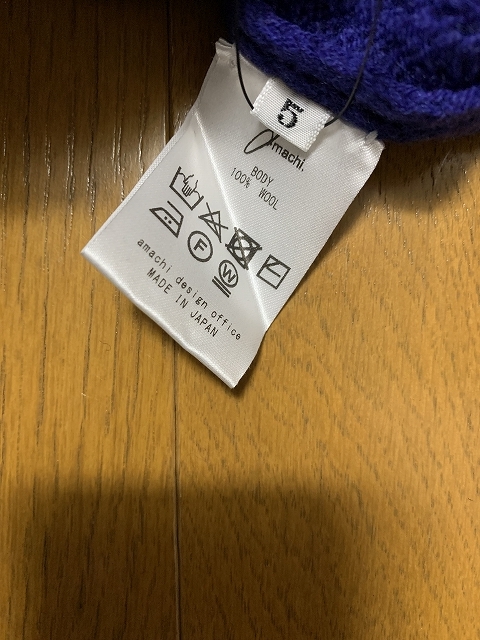 5
amachi.
BODY
100% WOOL
F
W
amachi design office
MADE IN JAPAN